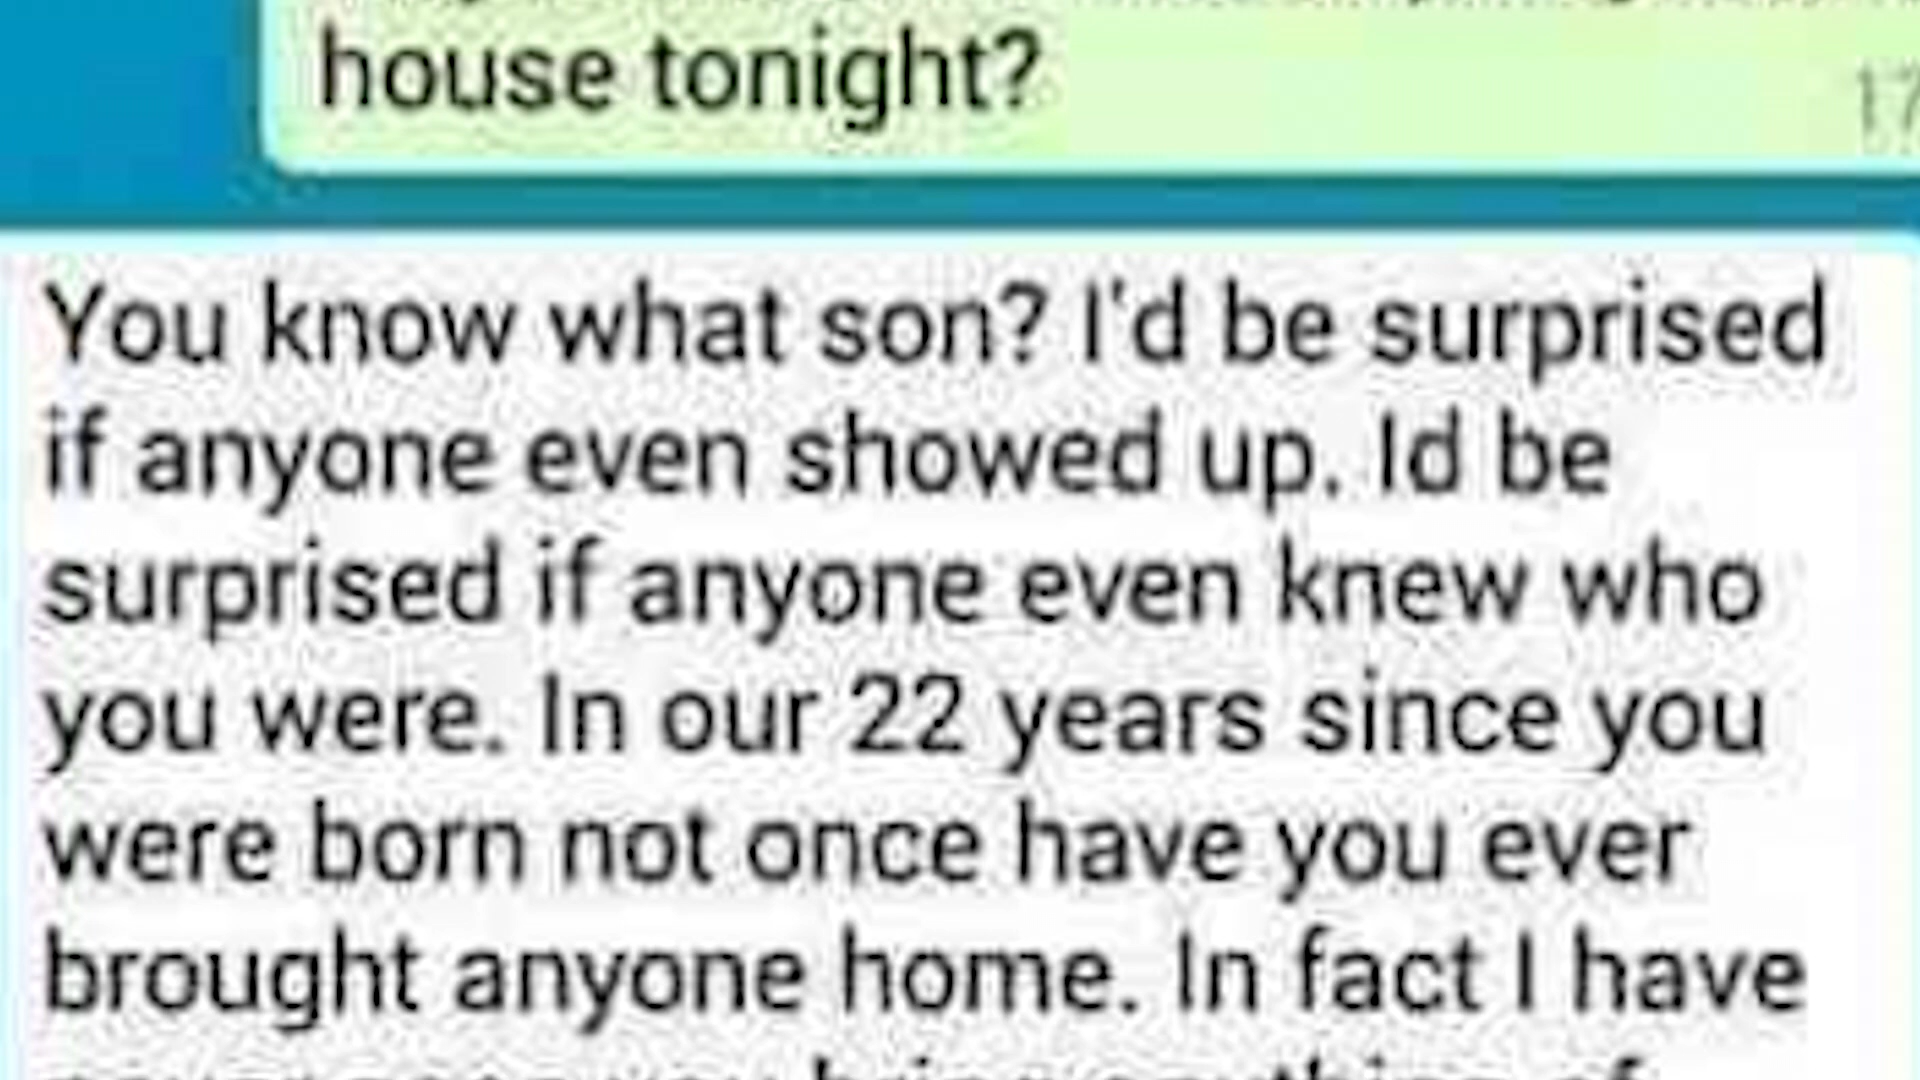 house tonight?
17
You know what son? I'd be surprised
if anyone even showed up. Id be
surprised if anyone even knew who
you were. In our 22 years since you
were born not once have you ever
brought anyone home. In fact I have